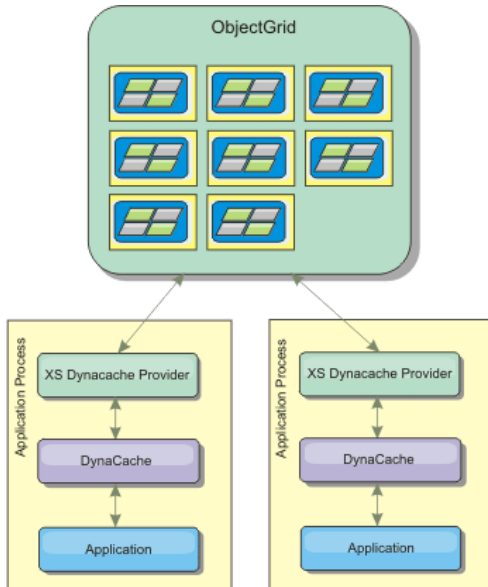 ObjectGrid
Application Process
XS Dynacache Provider
DynaCache
Application
Application Process
XS Dynacache Provider
DynaCache
Application